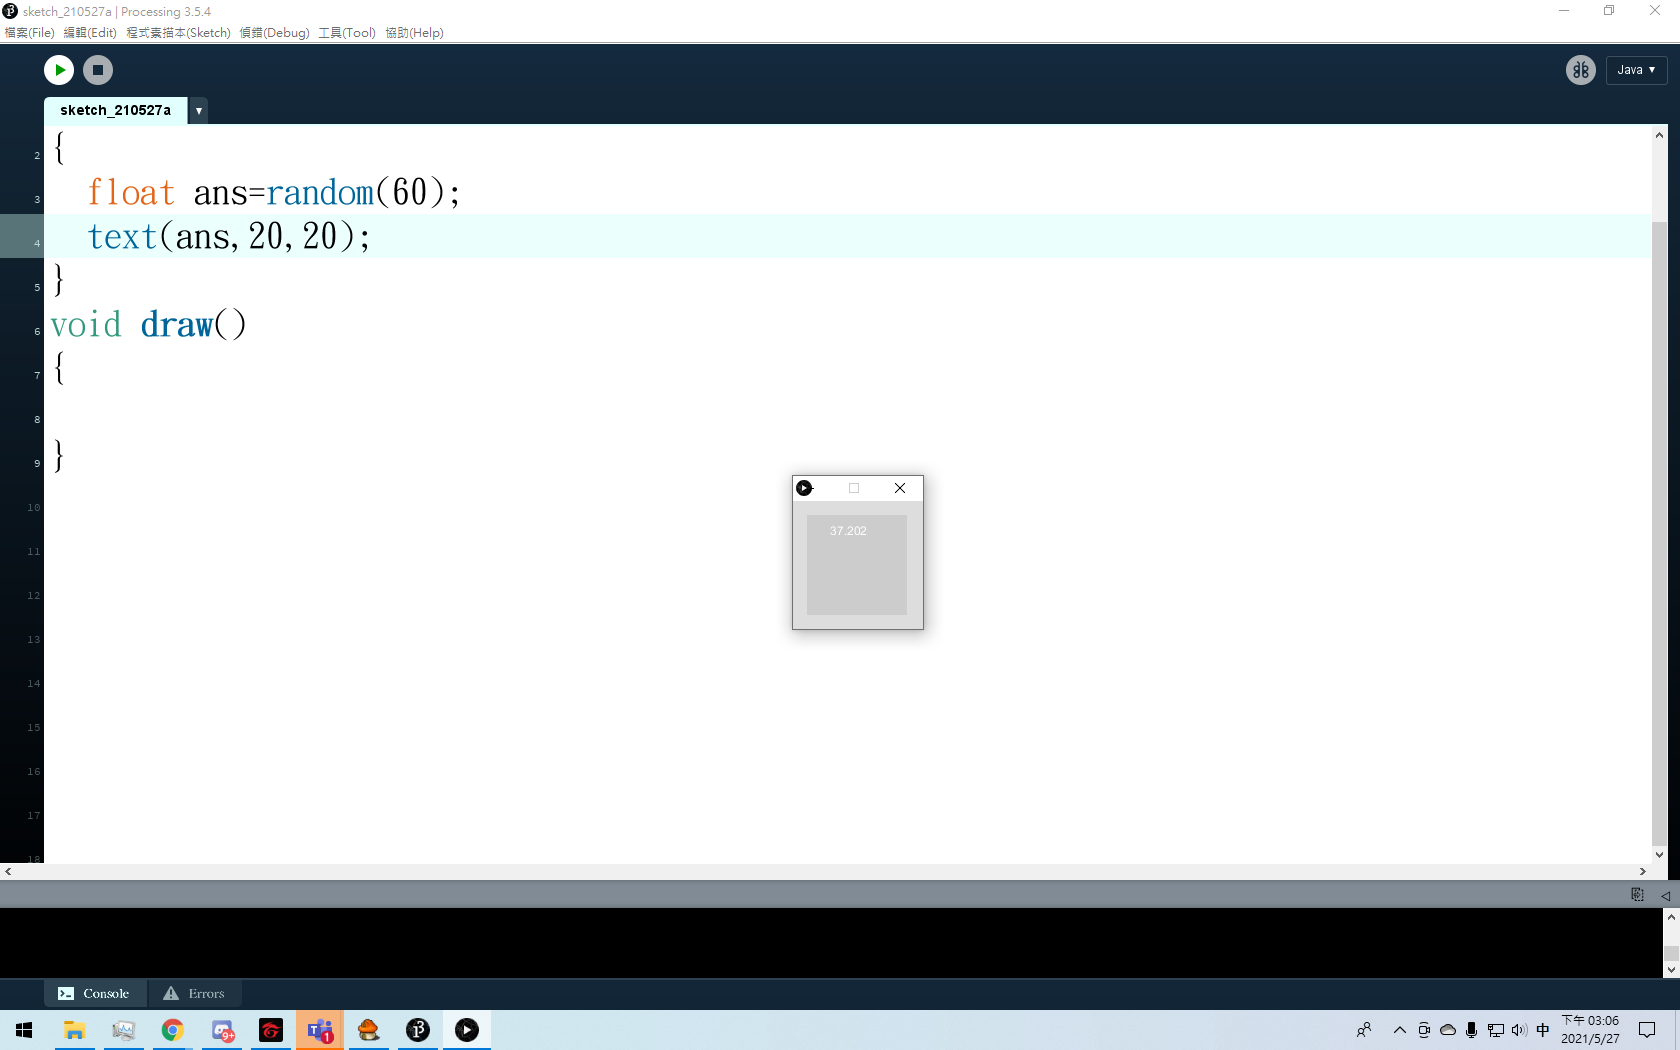 sketch_210527a | Processing 3.5.4
檔案(File) 編輯(Edit) 程式素描本(Sketch) 偵錯(Debug) 工具(Tool) 協助(Help)
Java ▼
sketch_210527a ▼
2 {
3 float ans=random(60);
4 text(ans,20,20);
5 }
6 void draw()
7 {
8
9 }
10
11
12
13
14
15
16
17
18
37.202
Console Errors
9+
T 1
中
下午 03:06
2021/5/27